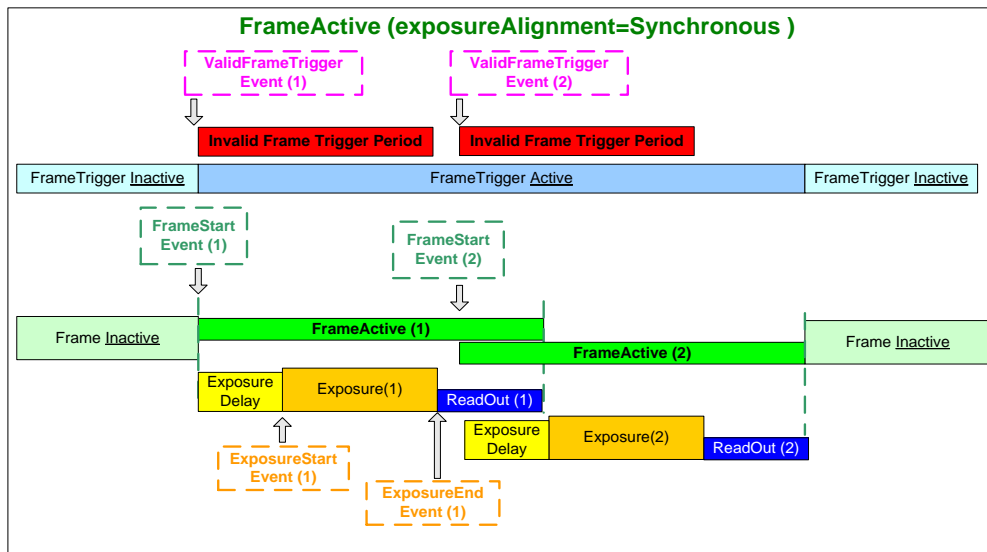 FrameActive (exposureAlignment=Synchronous )
ValidFrameTrigger
Event (1)
ValidFrameTrigger
Event (2)
Invalid Frame Trigger Period
Invalid Frame Trigger Period
FrameTrigger Inactive
FrameTrigger Active
FrameTrigger Inactive
FrameStart
Event (1)
FrameStart
Event (2)
Frame Inactive
FrameActive (1)
FrameActive (2)
Frame Inactive
Exposure
Delay
Exposure(1)
ReadOut (1)
Exposure
Delay
Exposure(2)
ReadOut (2)
ExposureStart
Event (1)
ExposureEnd
Event (1)